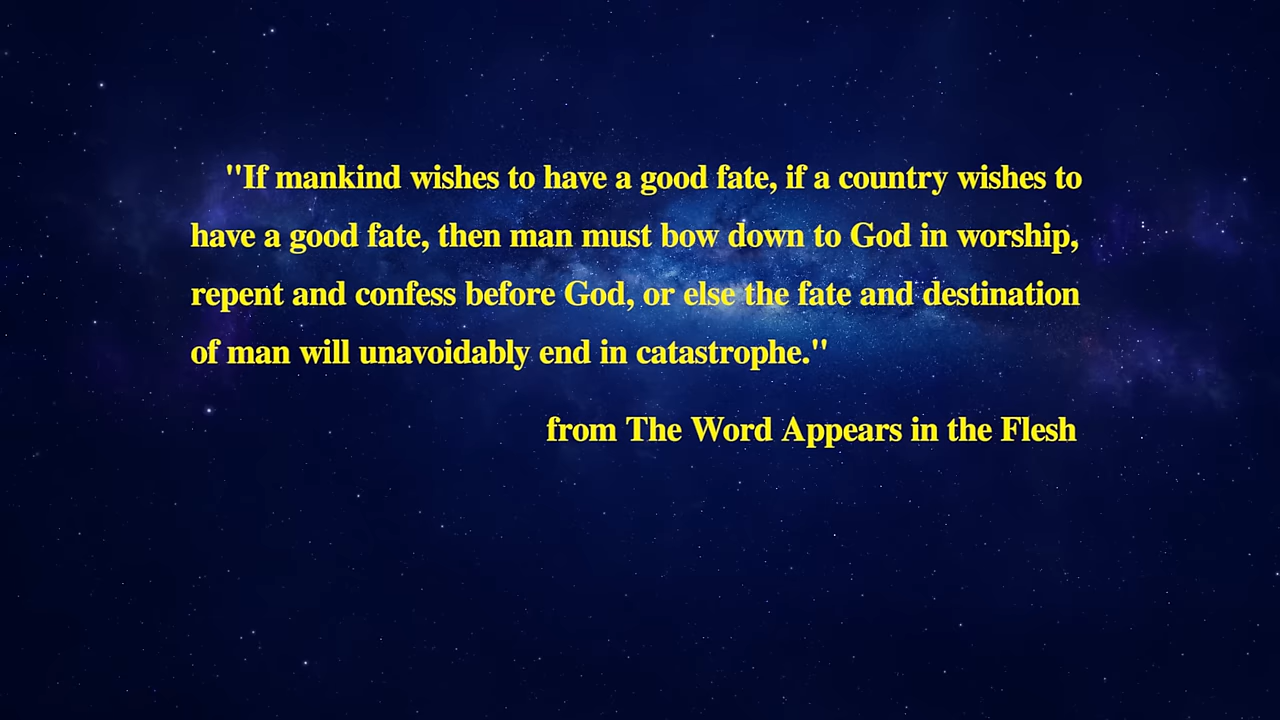 "If mankind wishes to have a good fate, if a country wishes to
have a good fate, then man must bow down to God in worship,
repent and confess before God, or else the fate and destination
of man will unavoidably end in catastrophe."
from The Word Appears in the Flesh